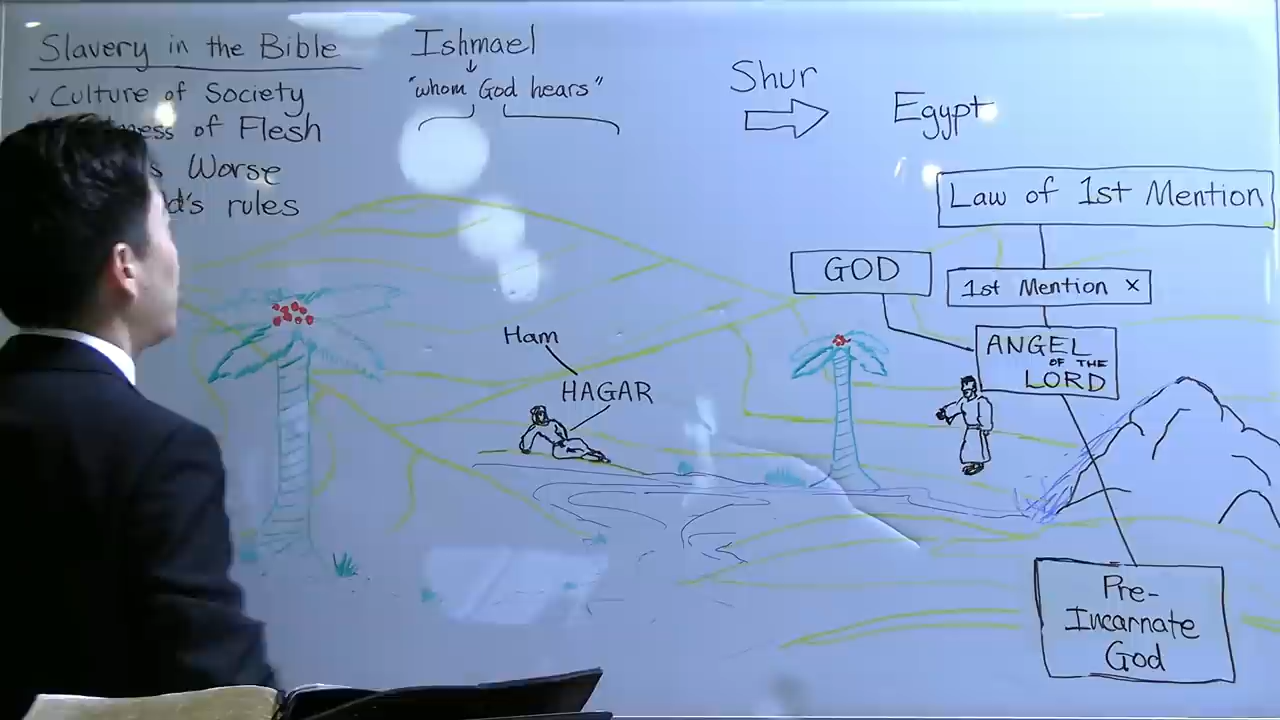 Slavery in the Bible
✓ Culture of Society
of Flesh
Worse
rules
Ishmael
↓
"whom God hears"
Shur
Egypt
Law of 1st Mention
GOD
1st Mention x
ANGEL
OF THE
LORD
Ham
HAGAR
Pre-
Incarnate
God